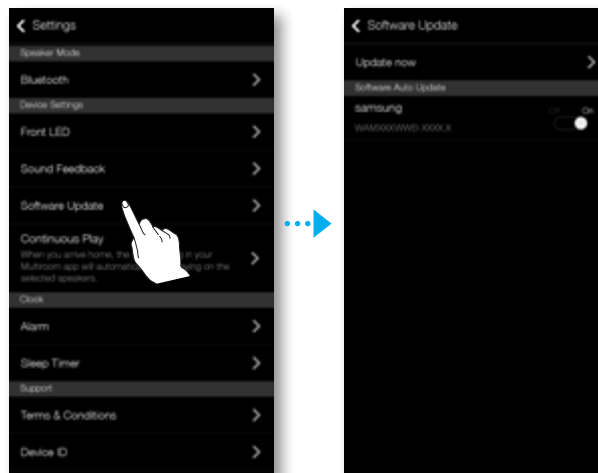 Settings
Speaker Mode
Bluetooth
Device Settings
Front LED
Sound Feedback
Software Update
Continuous Play
When you arrive home, the in your
Multiroom app will automatic ying on the
selected speakers.
Clock
Alarm
Sleep Timer
Support
Terms & Conditions
Device ID
Software Update
Update now
Software Auto Update
samsung
Off On